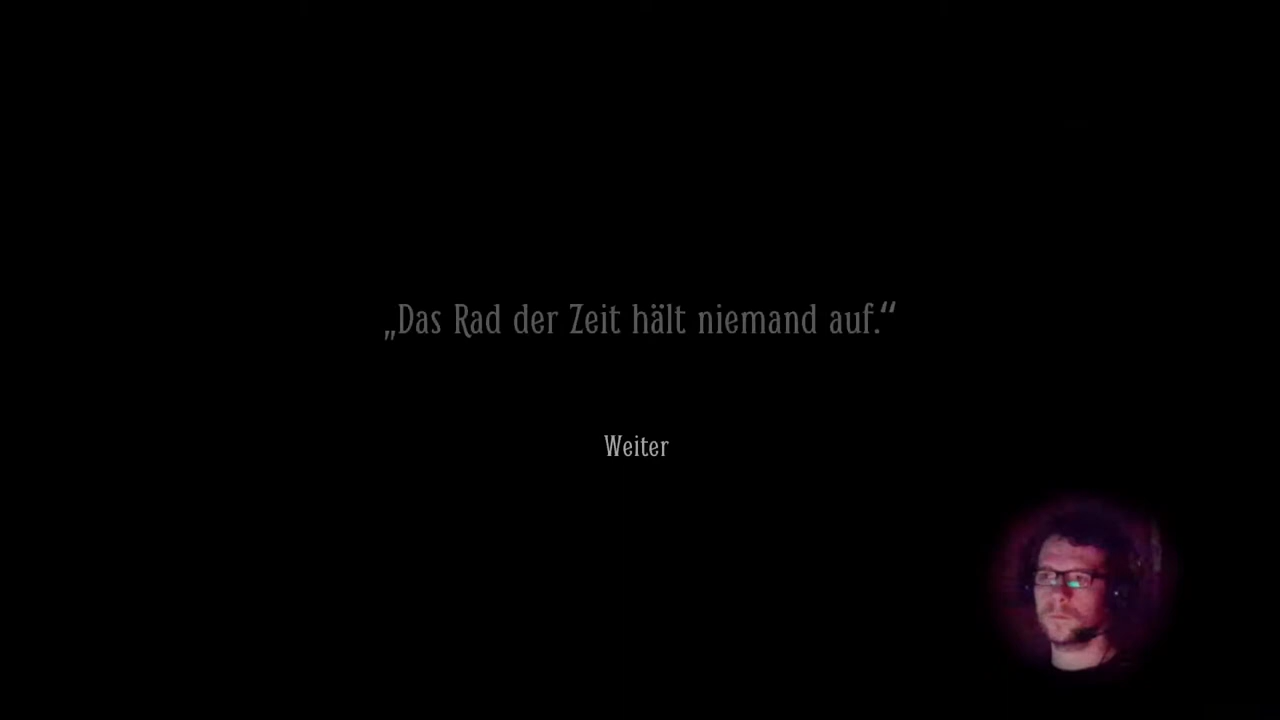 „Das Rad der Zeit hält niemand auf.“
Weiter